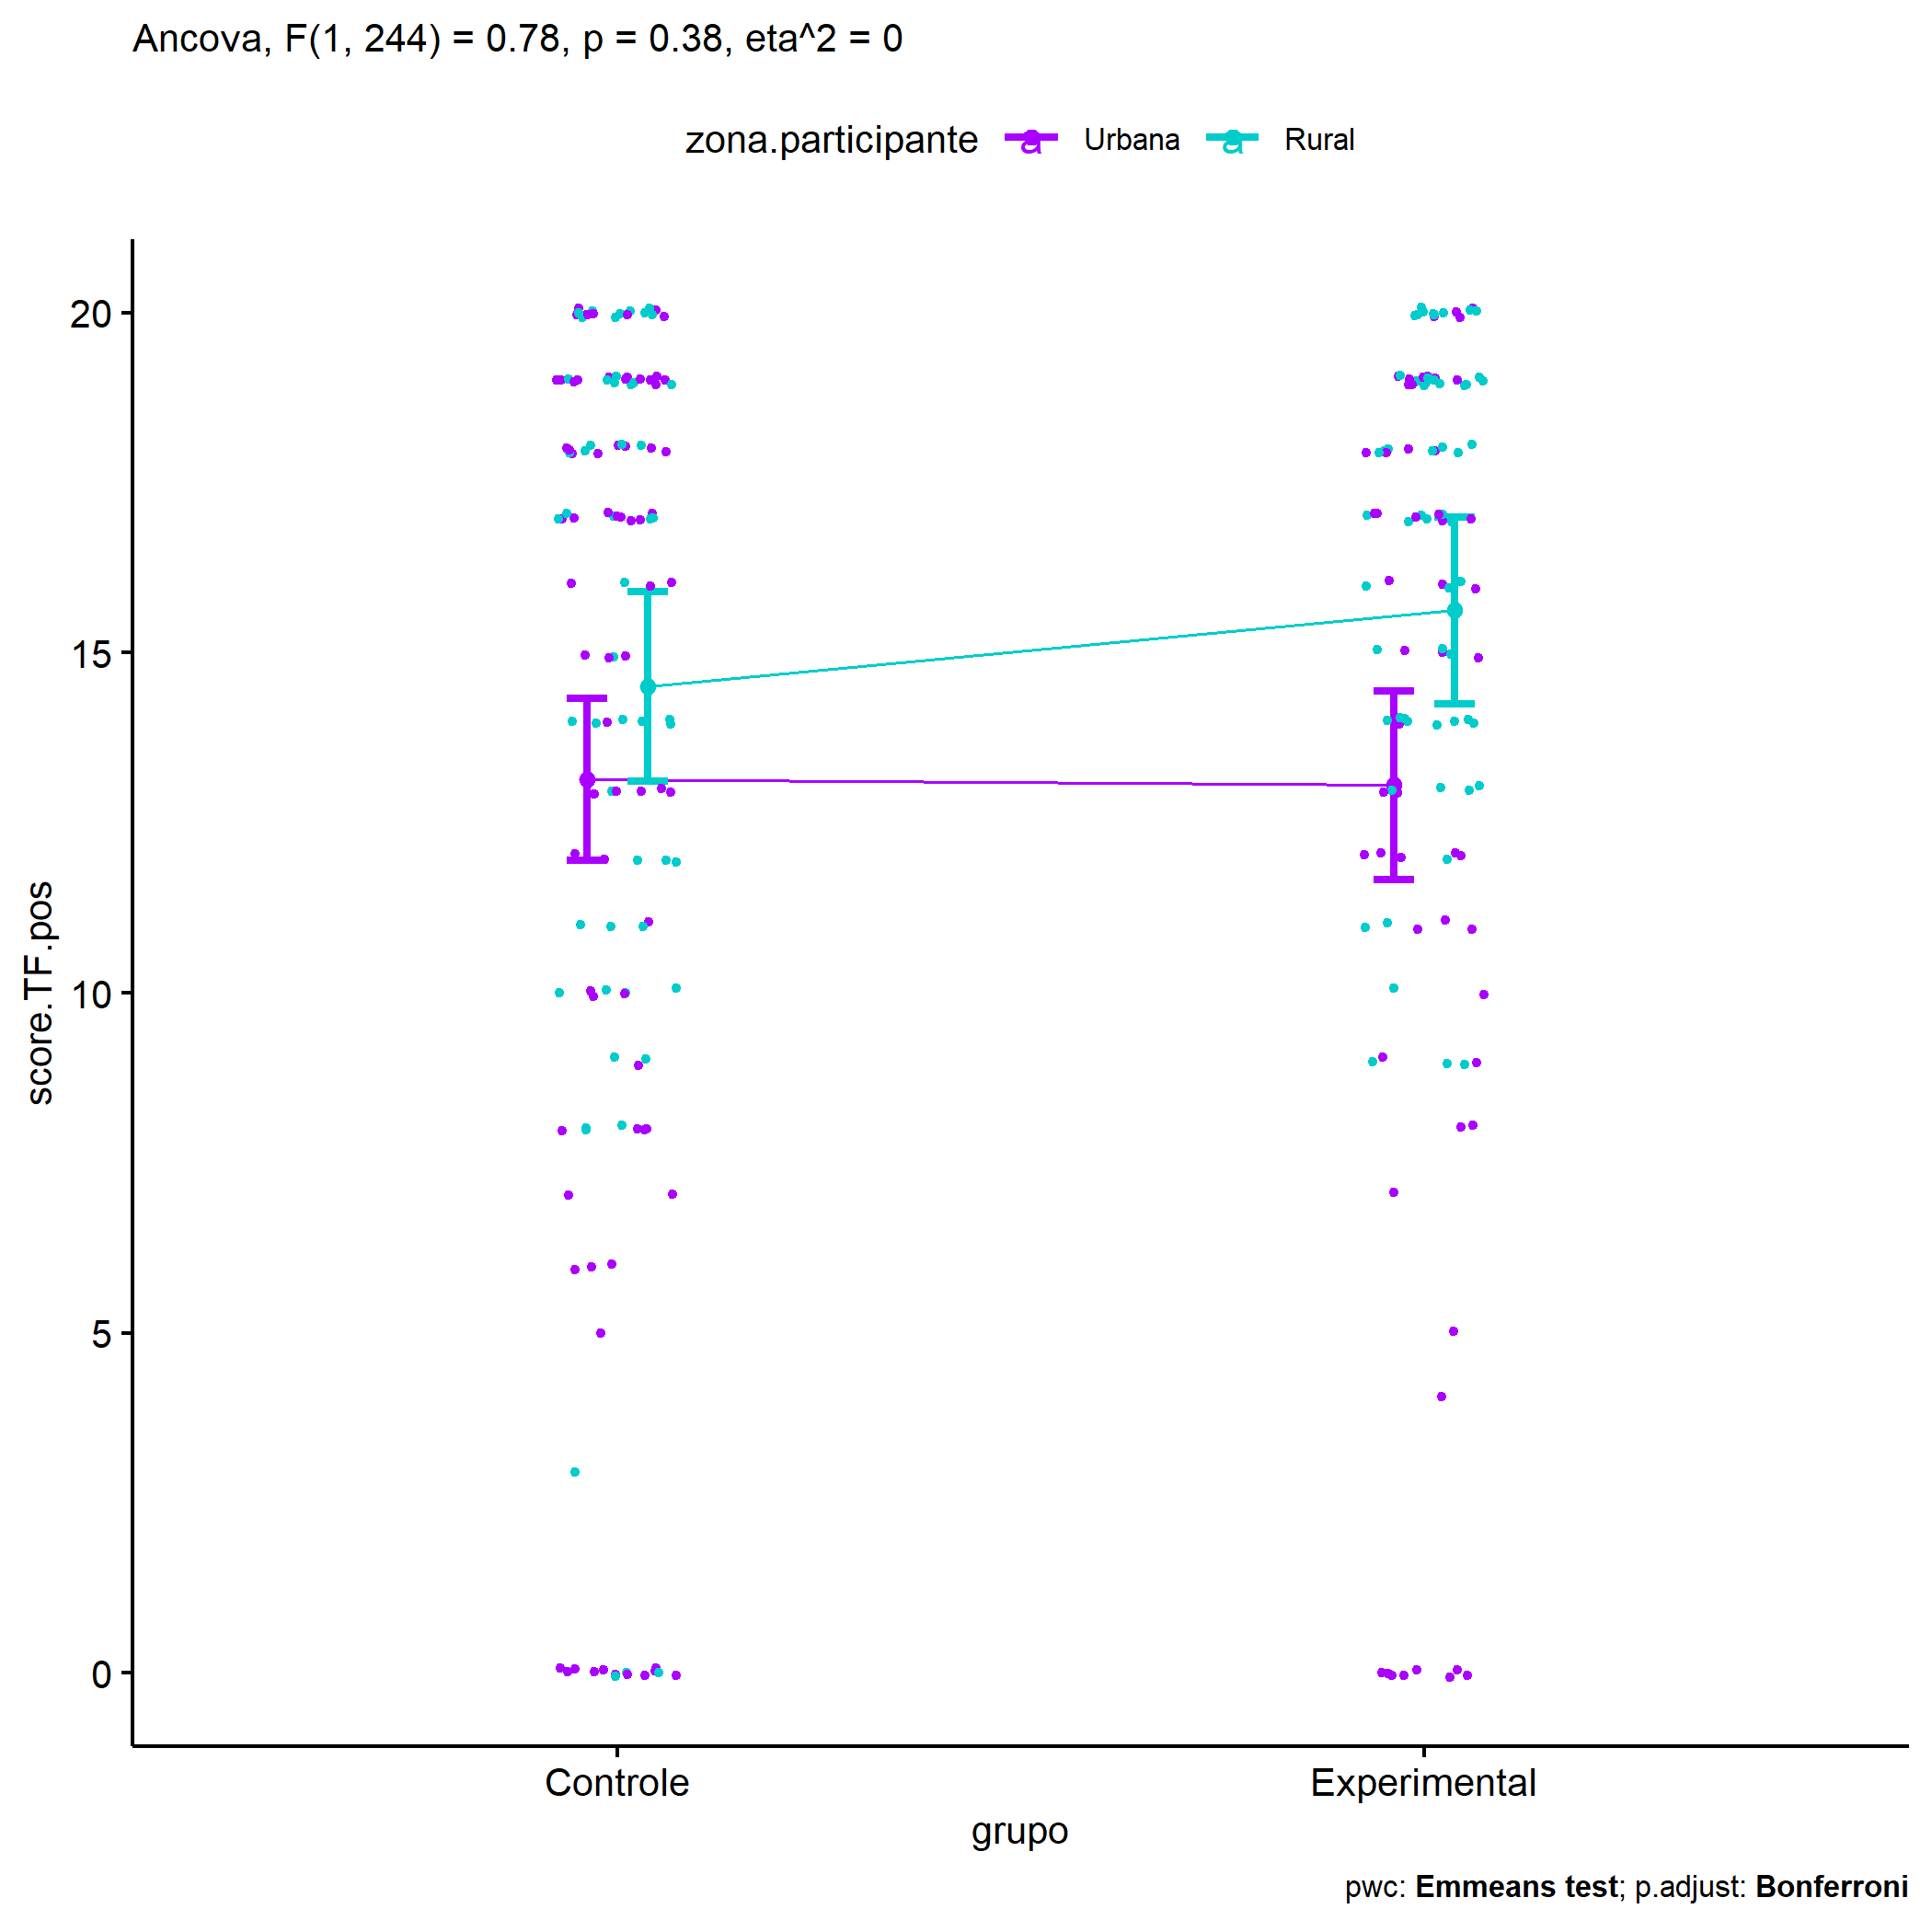 Ancova, F(1, 244) = 0.78, p = 0.38, eta^2 = 0
zona.participante a Urbana a Rural
20
15
10
5
0
score.TF.pos
Controle Experimental
grupo
pwc: Emmeans test; p.adjust: Bonferroni